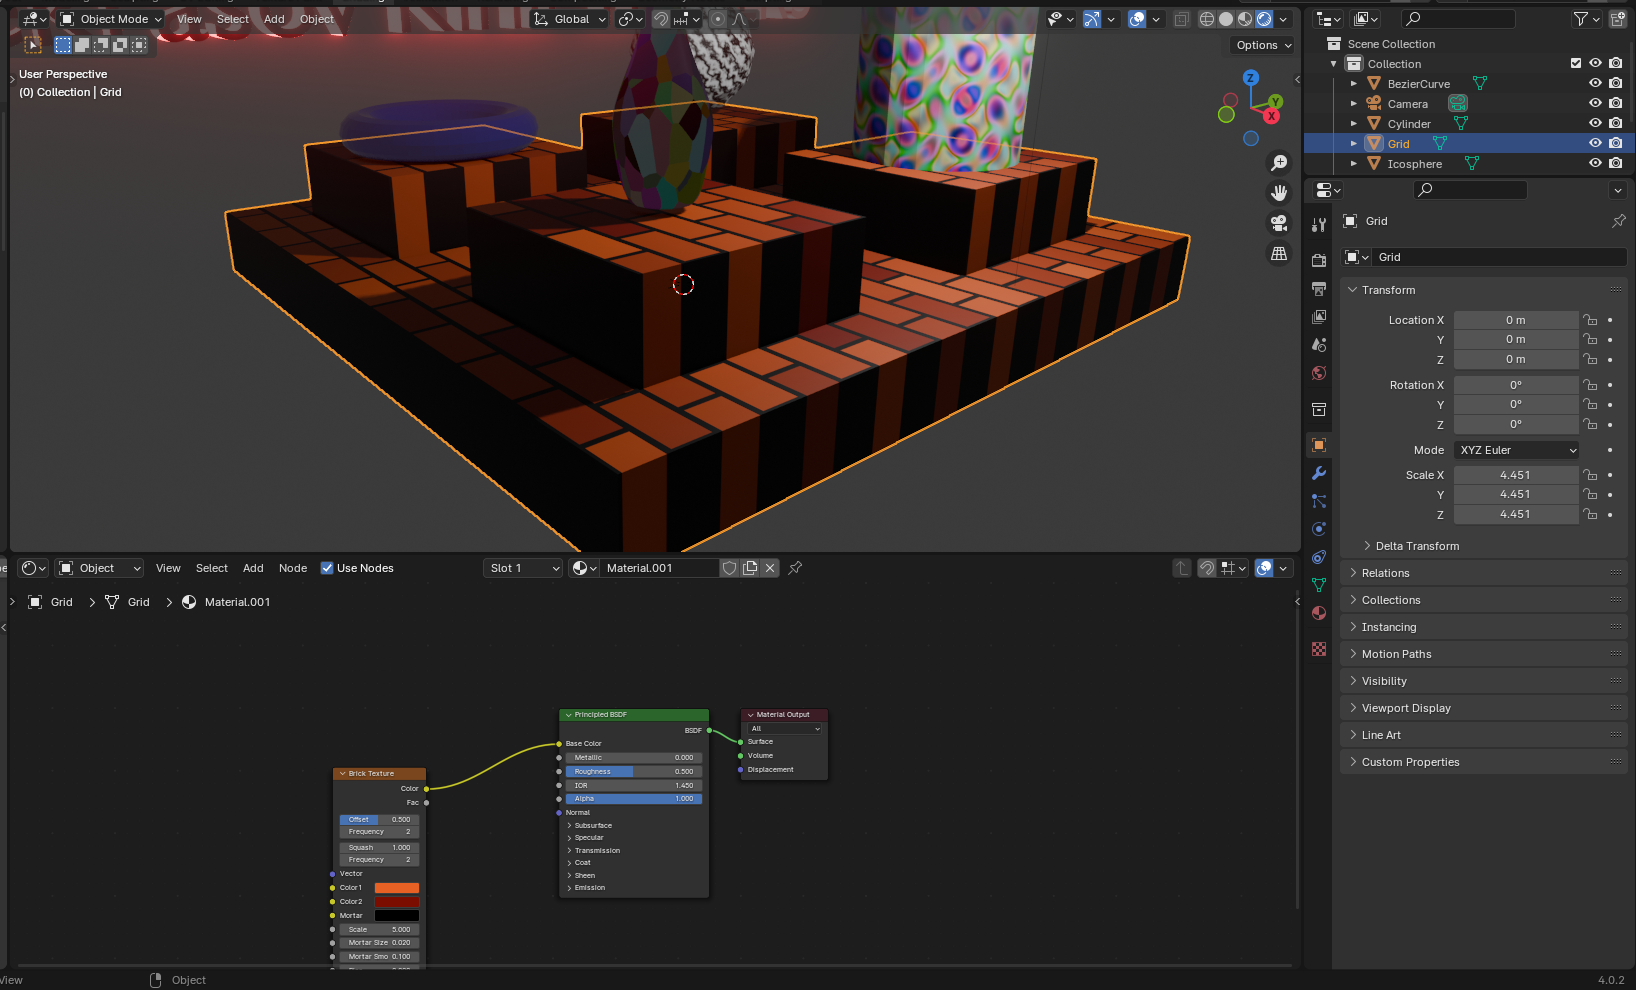 Object Mode View Select Add Object Global
Options
User Perspective
(0) Collection | Grid
Z
Y
X
Scene Collection
Collection
BezierCurve
Camera
Cylinder
Grid
Icosphere
Grid
Grid
Transform
Location X 0 m
Y 0 m
Z 0 m
Rotation X 0°
Y 0°
Z 0°
Mode XYZ Euler
Scale X 4.451
Y 4.451
Z 4.451
Delta Transform
Relations
Collections
Instancing
Motion Paths
Visibility
Viewport Display
Line Art
Custom Properties
Object View Select Add Node Use Nodes Slot 1 Material.001
Grid > Grid > Material.001
Brick Texture
Color
Fac
Offset 0.500
Frequency 2
Squash 1.000
Frequency 2
Vector
Color1
Color2
Mortar
Scale 5.000
Mortar Size 0.020
Mortar Smo 0.100
Principled BSDF
BSDF
Base Color
Metallic 0.000
Roughness 0.500
IOR 1.450
Alpha 1.000
Normal
Subsurface
Specular
Transmission
Coat
Sheen
Emission
Material Output
All
Surface
Volume
Displacement
View Object 4.0.2